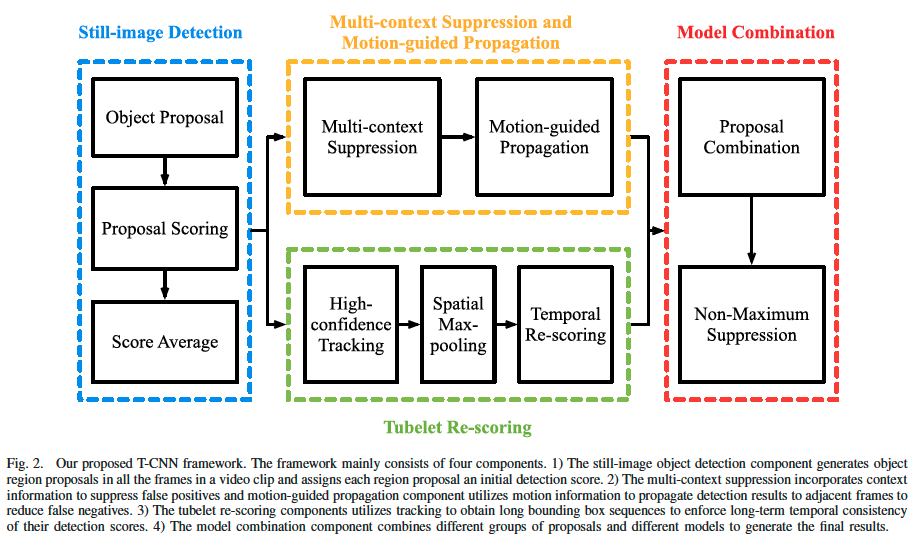 Still-image Detection
Object Proposal
Proposal Scoring
Score Average
Multi-context Suppression and
Motion-guided Propagation
Multi-context
Suppression
Motion-guided
Propagation
High-
confidence
Tracking
Spatial
Max-
pooling
Temporal
Re-scoring
Tubelet Re-scoring
Model Combination
Proposal
Combination
Non-Maximum
Suppression
Fig. 2. Our proposed T-CNN framework. The framework mainly consists of four components. 1) The still-image object detection component generates object
region proposals in all the frames in a video clip and assigns each region proposal an initial detection score. 2) The multi-context suppression incorporates context
information to suppress false positives and motion-guided propagation component utilizes motion information to propagate detection results to adjacent frames to
reduce false negatives. 3) The tubelet re-scoring components utilizes tracking to obtain long bounding box sequences to enforce long-term temporal consistency
of their detection scores. 4) The model combination component combines different groups of proposals and different models to generate the final results.